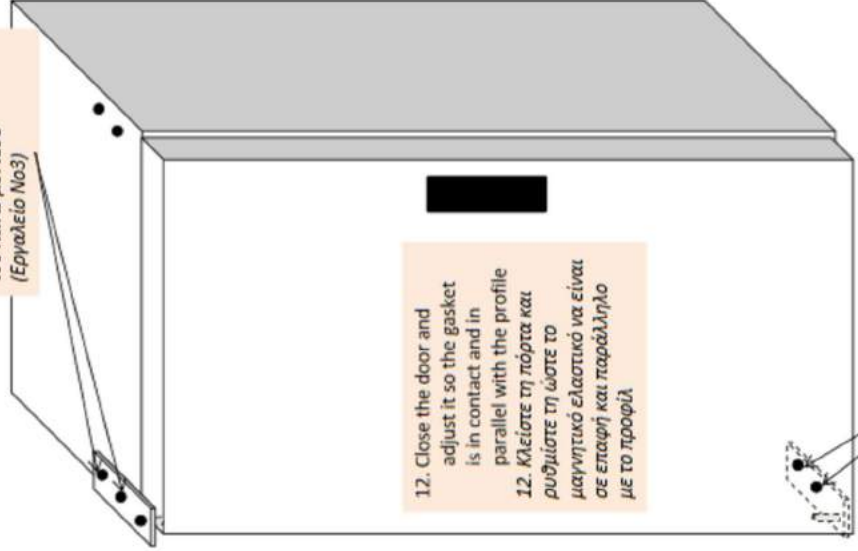 (Εργαλείο Νο3)
12. Close the door and
adjust it so the gasket
is in contact and in
parallel with the profile
12. Κλείστε τη πόρτα και
ρυθμίστε τη ώστε το
μαγνητικό ελαστικό να είναι
σε επαφή και παράλληλο
με το προφίλ